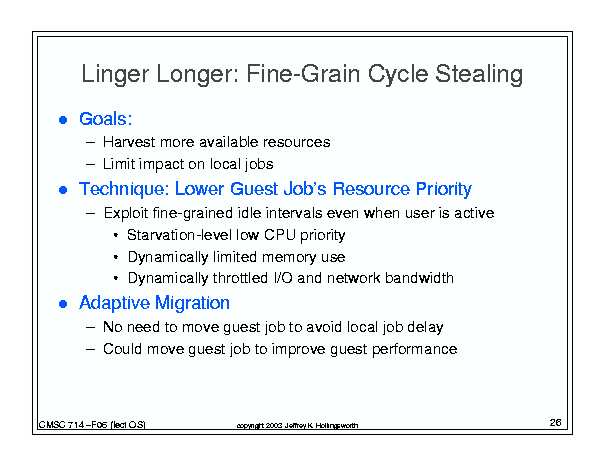 Linger Longer: Fine-Grain Cycle Stealing
● Goals:
– Harvest more available resources
– Limit impact on local jobs
● Technique: Lower Guest Job's Resource Priority
– Exploit fine-grained idle intervals even when user is active
• Starvation-level low CPU priority
• Dynamically limited memory use
• Dynamically throttled I/O and network bandwidth
● Adaptive Migration
– No need to move guest job to avoid local job delay
– Could move guest job to improve guest performance
CMSC 714 –F05 (lect OS)
copyright 2003 Jeffrey K. Hollingsworth
26